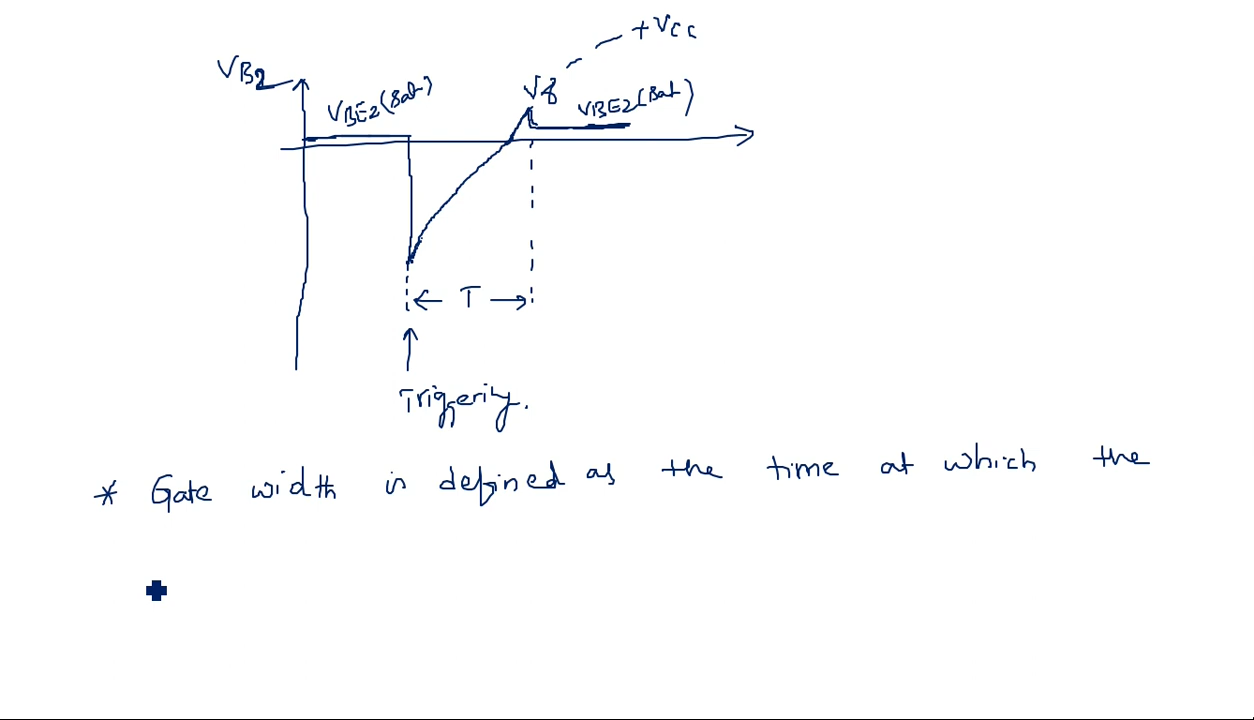 +VCC
VB2
VBE2(sat)
Vγ
VBE2(sat)
T
Triggering.
* Gate width is defined as the time at which the